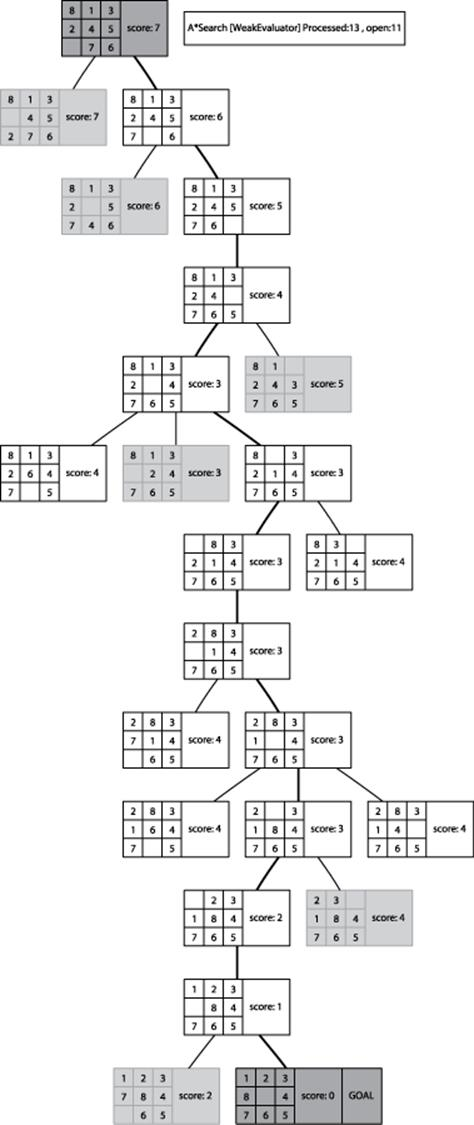 8 1 3
2 4 5 score: 7
7 6
A*Search [WeakEvaluator] Processed:13 , open:11
8 1 3
4 5 score: 7
2 7 6
8 1 3
2 4 5 score: 6
7 6
8 1 3
2 5 score: 6
7 4 6
8 1 3
2 4 5 score: 5
7 6
8 1 3
2 4 score: 4
7 6 5
8 1 3
2 4 score: 3
7 6 5
8 1
2 4 3 score: 5
7 6 5
8 1 3
2 6 4 score: 4
7 5
8 1 3
2 4 score: 3
7 6 5
8 3
2 1 4 score: 3
7 6 5
8 3
2 1 4 score: 3
7 6 5
8 3
2 1 4 score: 4
7 6 5
2 8 3
1 4 score: 3
7 6 5
2 8 3
7 1 4 score: 4
6 5
2 8 3
1 4 score: 3
7 6 5
2 8 3
1 6 4 score: 4
7 5
2 3
1 8 4 score: 3
7 6 5
2 8 3
1 4 score: 4
7 6 5
2 3
1 8 4 score: 2
7 6 5
2 3
1 8 4 score: 4
7 6 5
1 2 3
8 4 score: 1
7 6 5
1 2 3
7 8 4 score: 2
6 5
1 2 3
8 4 score: 0 GOAL
7 6 5